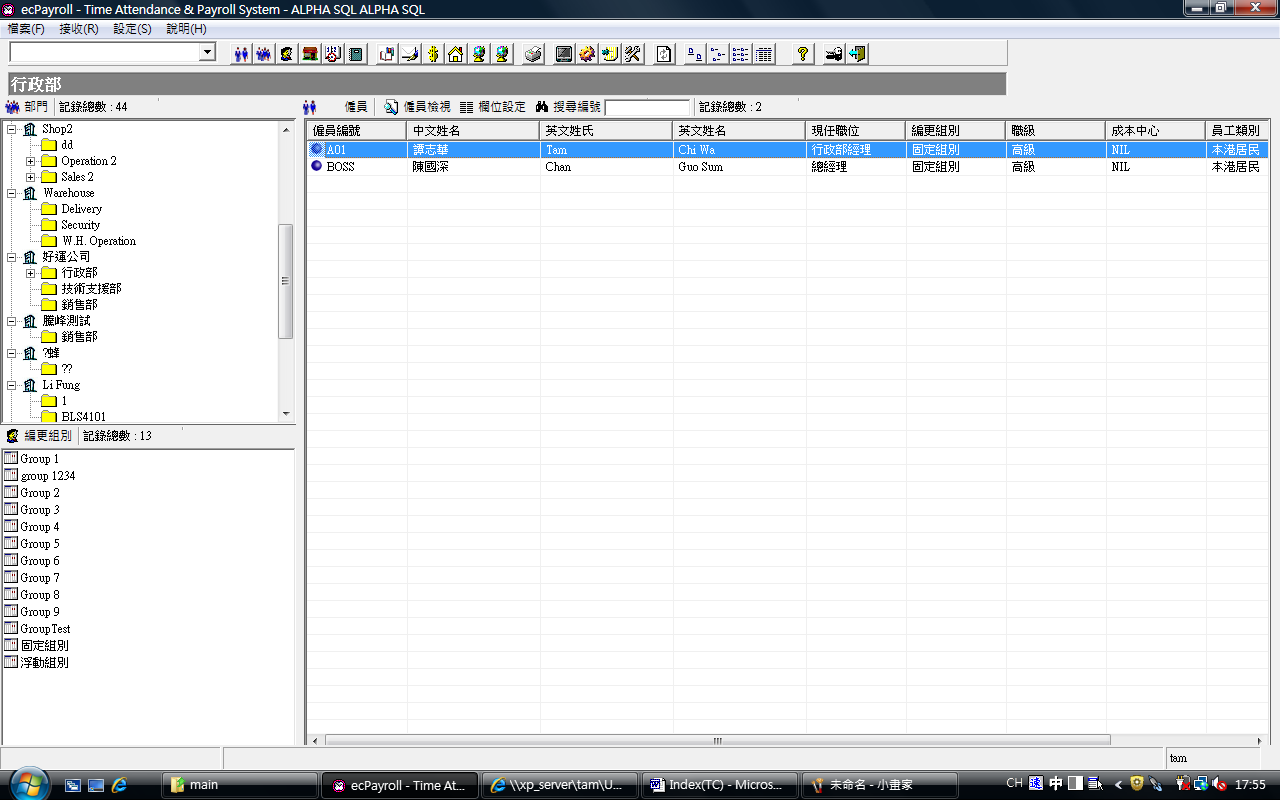 ecPayroll - Time Attendance & Payroll System - ALPHA SQL ALPHA SQL
檔案(F) 接收(R) 設定(S) 說明(H)
行政部
部門 記錄總數 : 44
僱員 僱員檢視 欄位設定 搜尋編號 記錄總數 : 2
Shop2
dd
Operation 2
Sales 2
Warehouse
Delivery
Security
W.H. Operation
好運公司
行政部
技術支援部
銷售部
騰峰測試
銷售部
?蜂
??
Li Fung
1
BLS4101
編更組別 記錄總數 : 13
Group 1
group 1234
Group 2
Group 3
Group 4
Group 5
Group 6
Group 7
Group 8
Group 9
GroupTest
固定組別
浮動組別
僱員編號 中文姓名 英文姓氏 英文姓名 現任職位 編更組別 職級 成本中心 員工類別
A01 譚志華 Tam Chi Wa 行政部經理 固定組別 高級 NIL 本港居民
BOSS 陳國深 Chan Guo Sum 總經理 固定組別 高級 NIL 本港居民
tam
main
ecPayroll - Time At...
\\xp_server\tam\U...
Index(TC) - Micros...
未命名 - 小畫家
CH 速 中 17:55